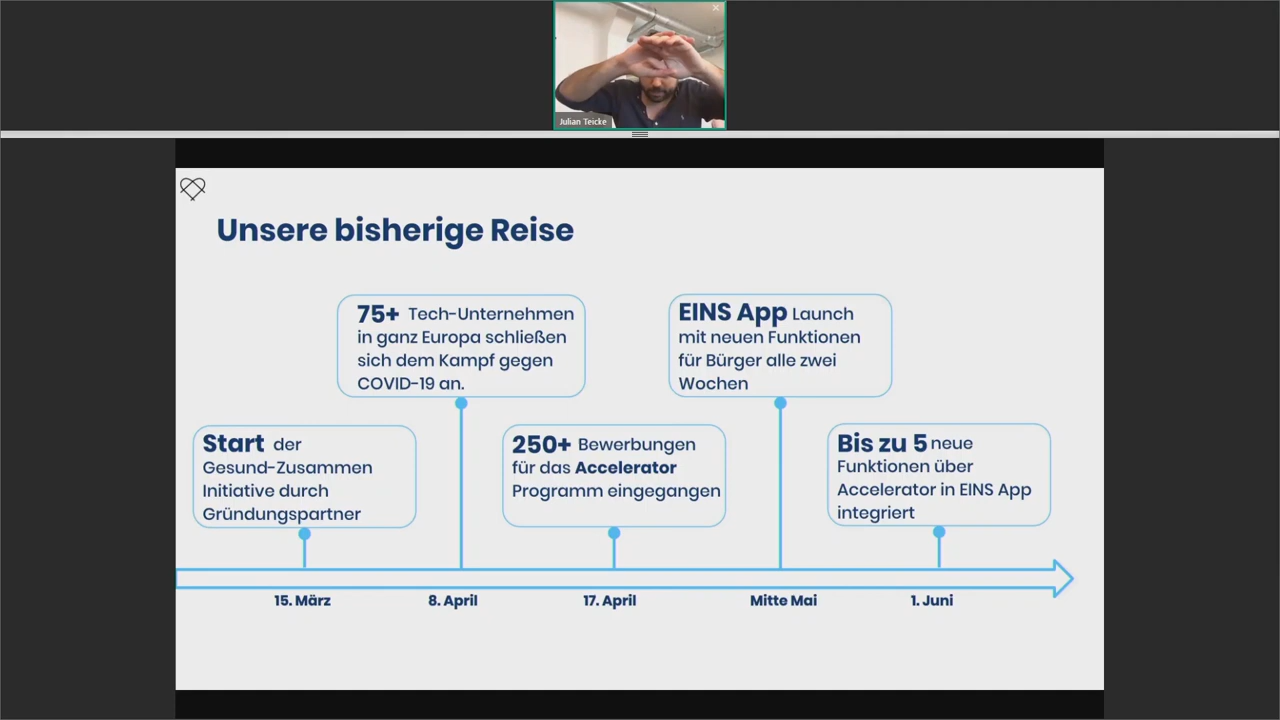 Julian Teicke
Unsere bisherige Reise
75+ Tech-Unternehmen
in ganz Europa schließen
sich dem Kampf gegen
COVID-19 an.
EINS App Launch
mit neuen Funktionen
für Bürger alle zwei
Wochen
Start der
Gesund-Zusammen
Initiative durch
Gründungspartner
250+ Bewerbungen
für das Accelerator
Programm eingegangen
Bis zu 5 neue
Funktionen über
Accelerator in EINS App
integriert
15. März
8. April
17. April
Mitte Mai
1. Juni